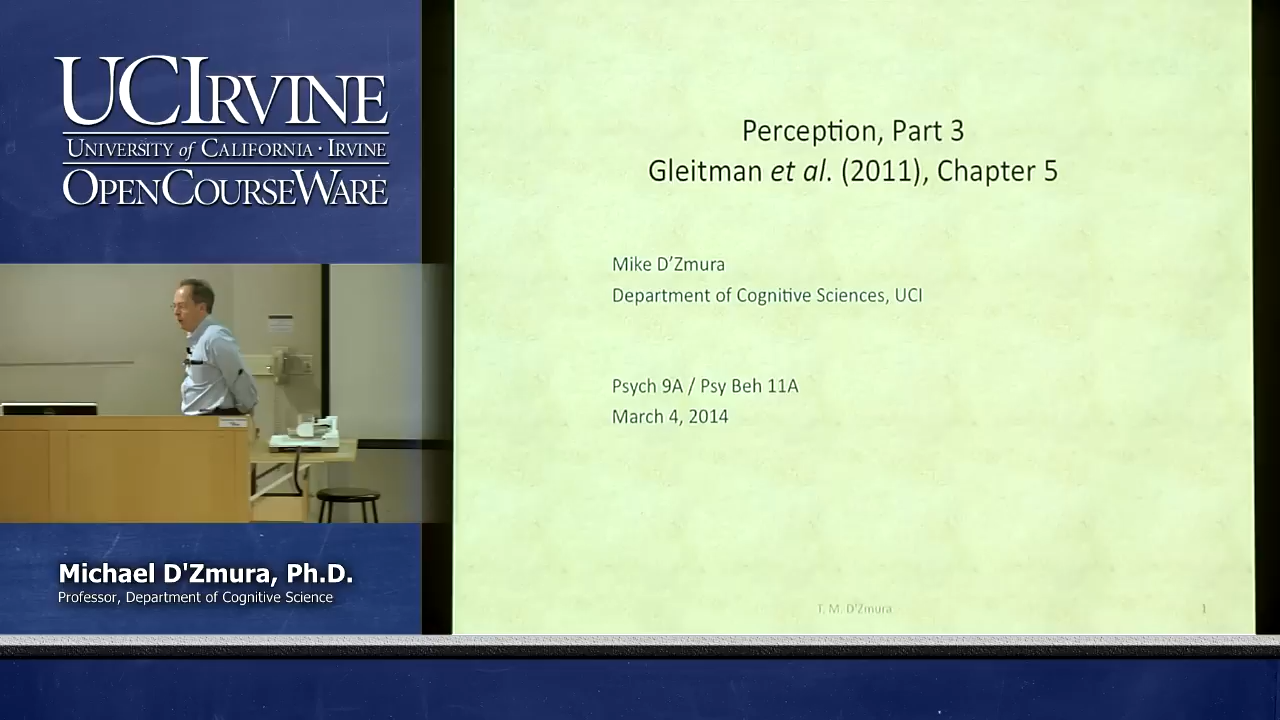 UCIRVINE
UNIVERSITY of CALIFORNIA · IRVINE
OPENCOURSEWARE
Michael D'Zmura, Ph.D.
Professor, Department of Cognitive Science
Perception, Part 3
Gleitman et al. (2011), Chapter 5
Mike D'Zmura
Department of Cognitive Sciences, UCI
Psych 9A / Psy Beh 11A
March 4, 2014
T. M. D'Zmura
1